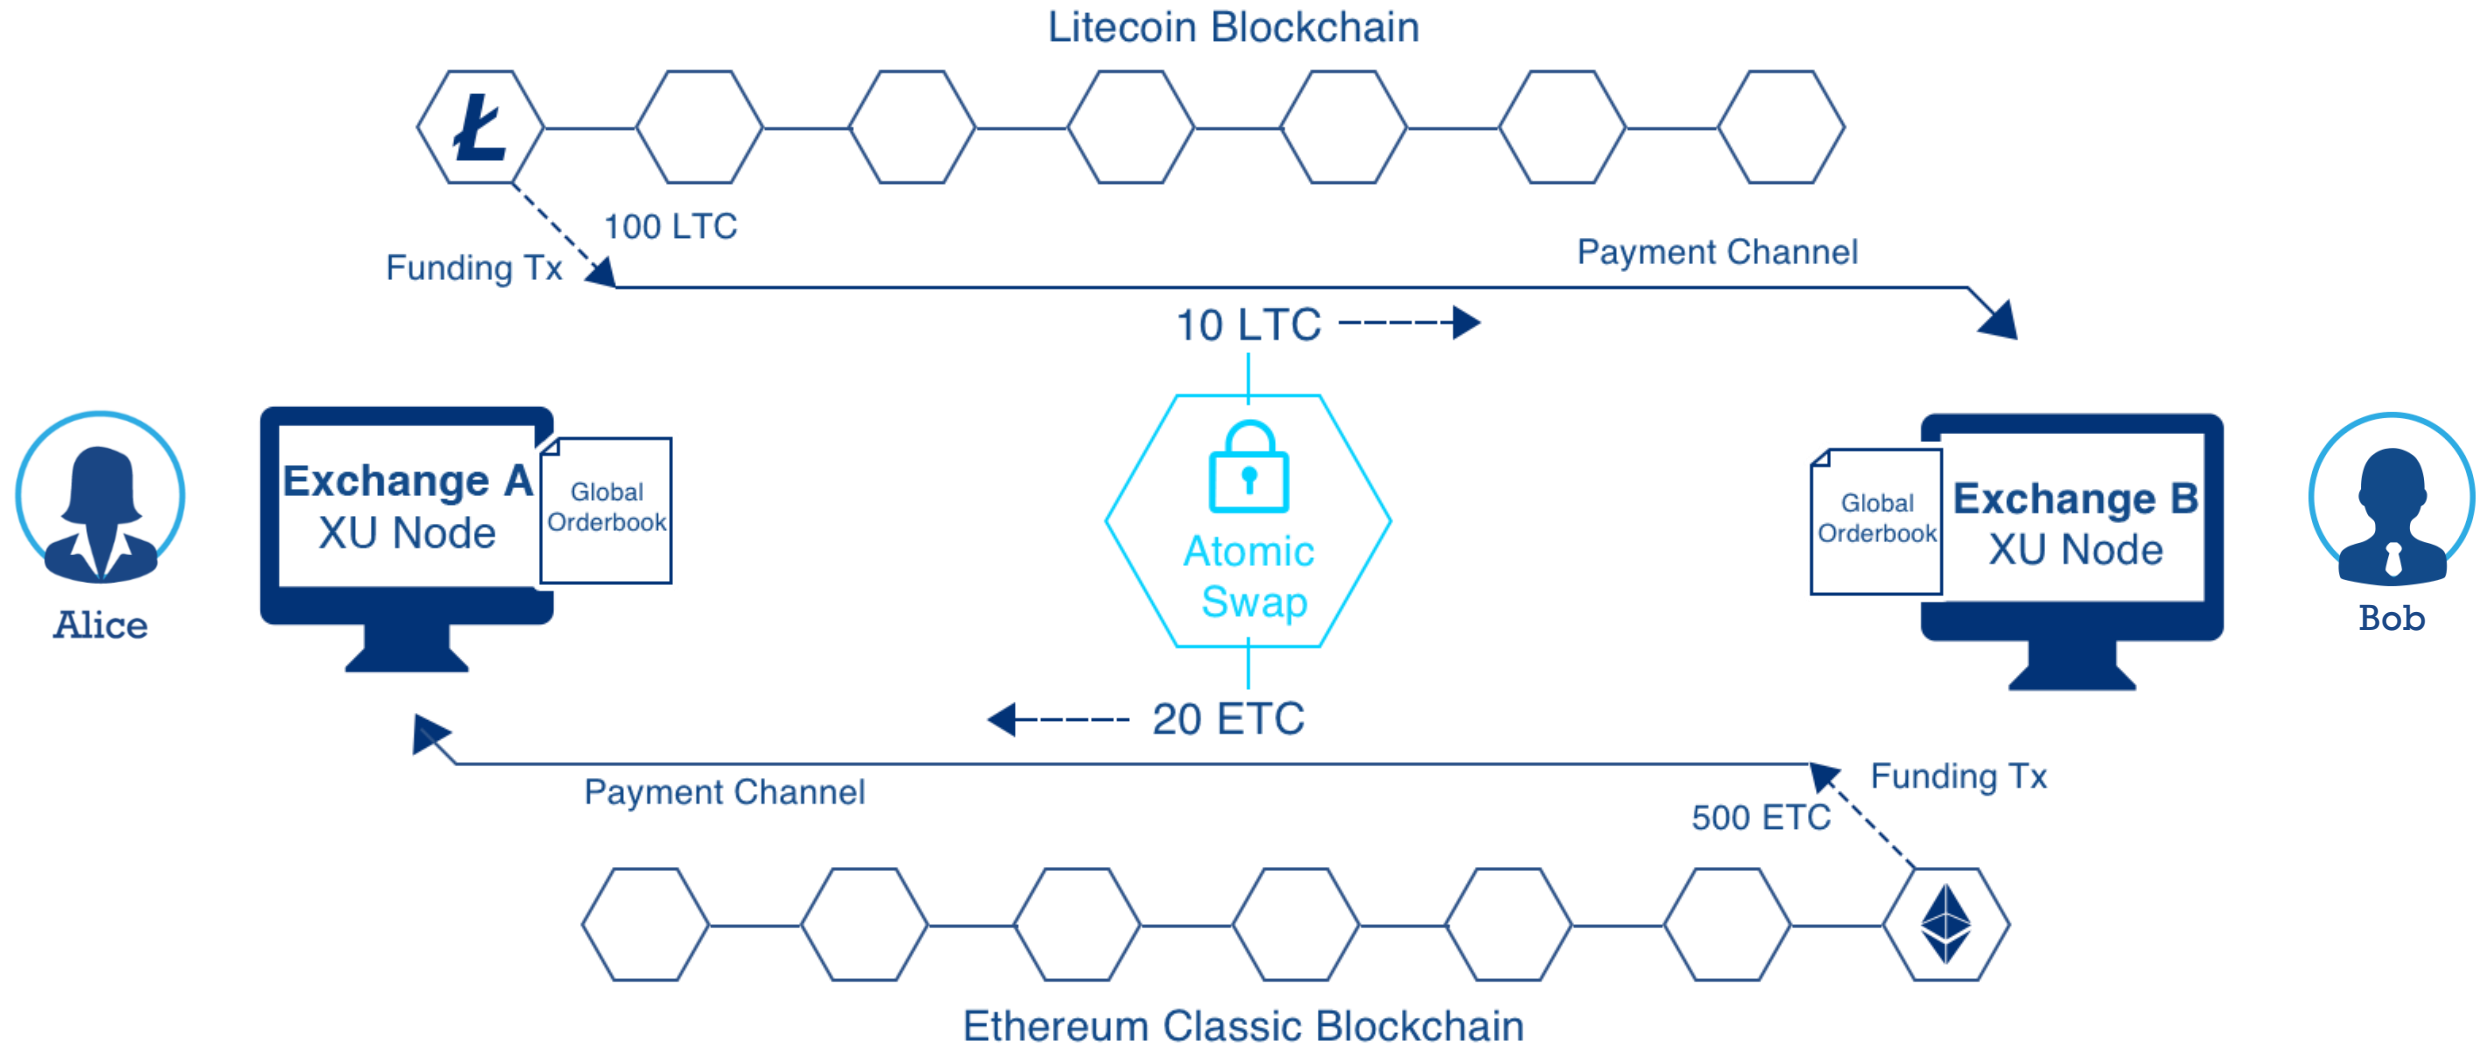 Litecoin Blockchain
100 LTC
Funding Tx
Payment Channel
10 LTC
Exchange A
XU Node
Global
Orderbook
Alice
Atomic
Swap
Global
Orderbook
Exchange B
XU Node
Bob
20 ETC
Payment Channel
Funding Tx
500 ETC
Ethereum Classic Blockchain